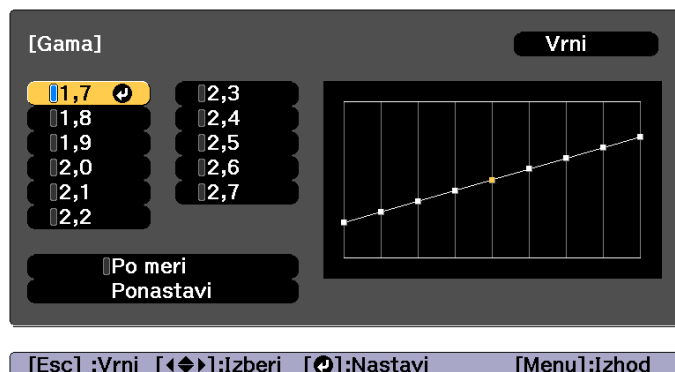 [Gama]
Vrni
1,7
1,8
1,9
2,0
2,1
2,2
2,3
2,4
2,5
2,6
2,7
Po meri
Ponastavi
[Esc] :Vrni [ ]:Izberi [ ]:Nastavi [Menu]:Izhod